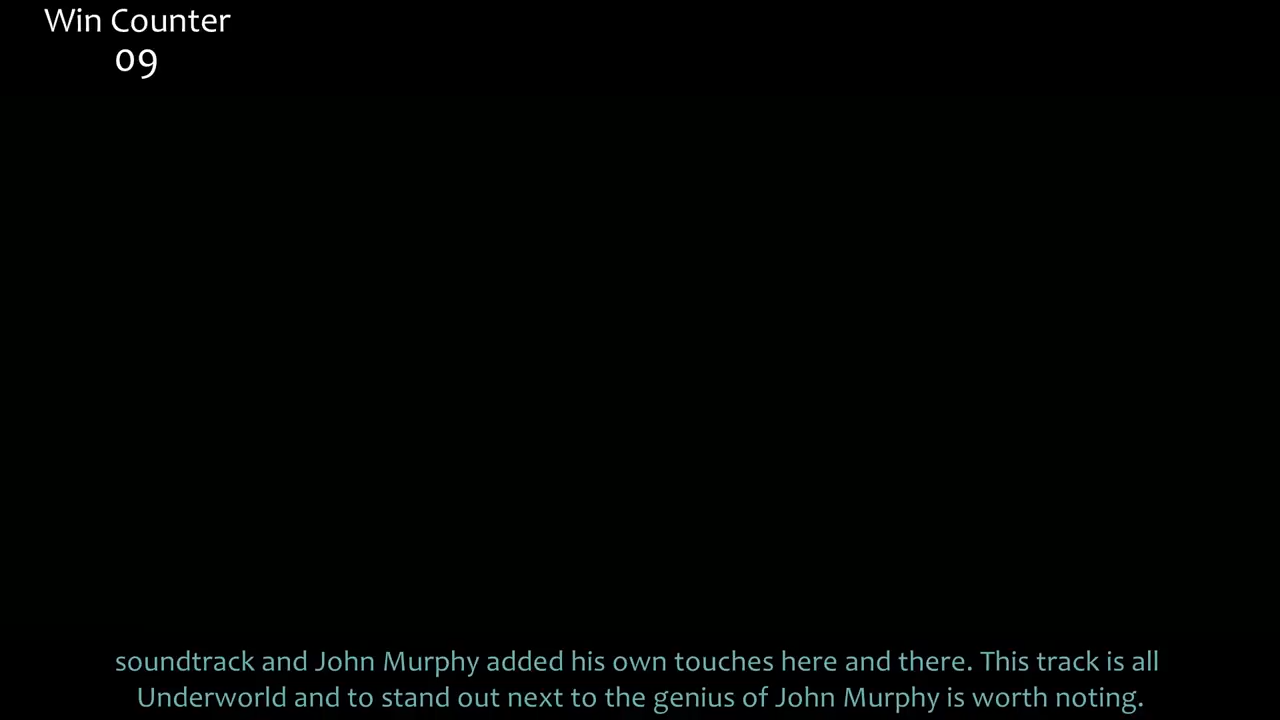 Win Counter
09
soundtrack and John Murphy added his own touches here and there. This track is all
Underworld and to stand out next to the genius of John Murphy is worth noting.